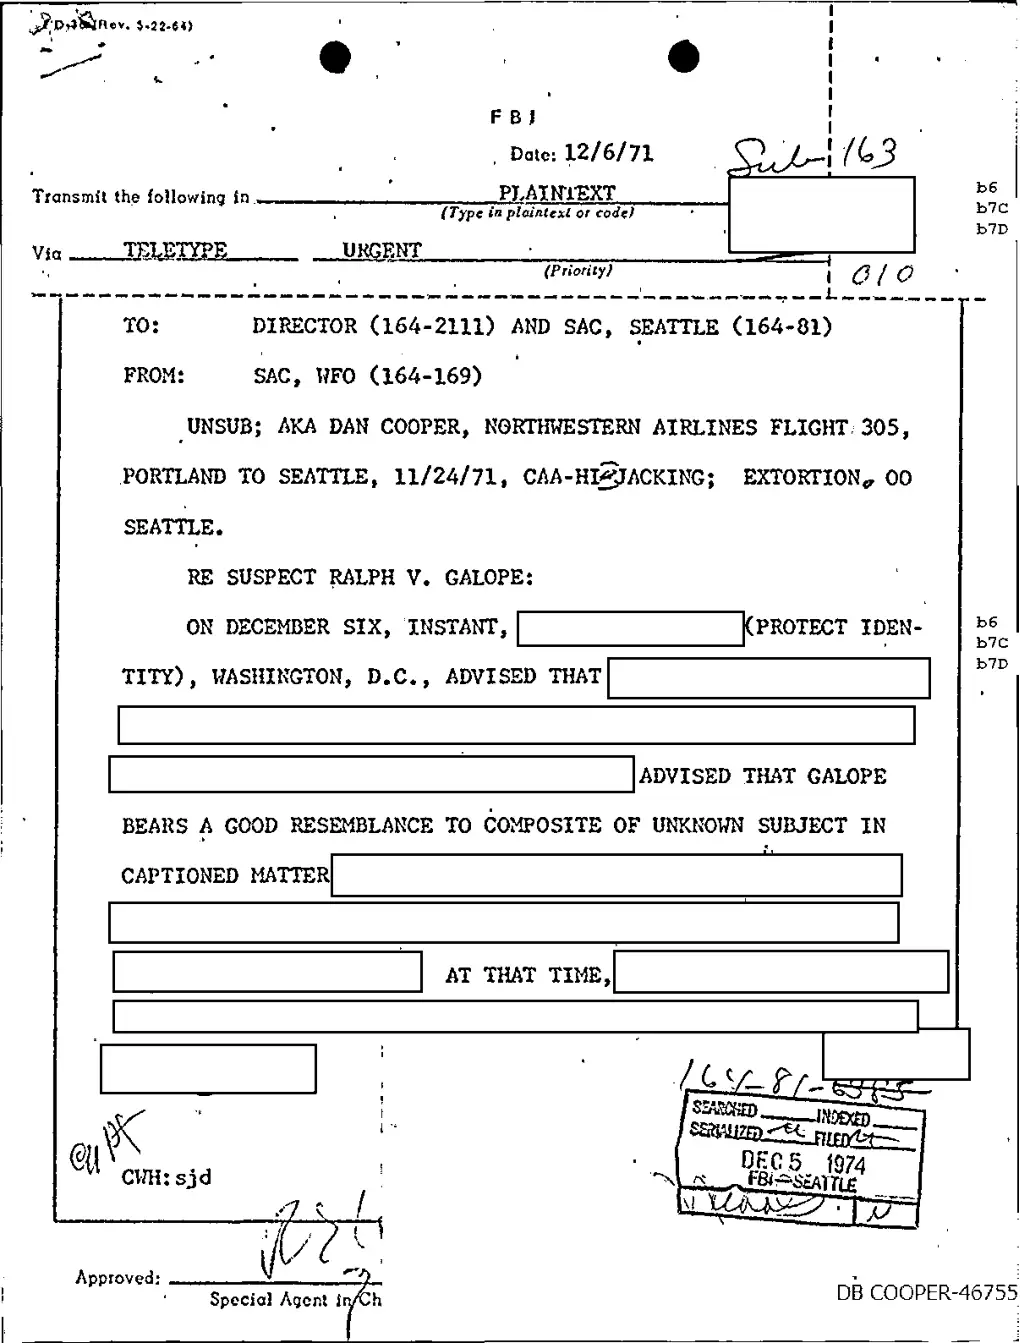 (Rev. 5-22-64)
FBI
Date: 12/6/71
Sub 163
Transmit the following in PLAINTEXT
(Type in plaintext or code)
b6
b7C
b7D
Via TELETYPE URGENT
(Priority)
010
TO: DIRECTOR (164-2111) AND SAC, SEATTLE (164-81)
FROM: SAC, WFO (164-169)
UNSUB; AKA DAN COOPER, NORTHWESTERN AIRLINES FLIGHT 305,
PORTLAND TO SEATTLE, 11/24/71, CAA-HIJACKING; EXTORTION, OO
SEATTLE.
RE SUSPECT RALPH V. GALOPE:
ON DECEMBER SIX, INSTANT, (PROTECT IDEN-
b6
b7C
b7D
TITY), WASHINGTON, D.C., ADVISED THAT
ADVISED THAT GALOPE
BEARS A GOOD RESEMBLANCE TO COMPOSITE OF UNKNOWN SUBJECT IN
CAPTIONED MATTER
AT THAT TIME,
164-81-
SEARCHED INDEXED
SERIALIZED FILED
DEC 5 1974
FBI-SEATTLE
CWH:sjd
Approved:
Special Agent in Ch
DB COOPER-46755